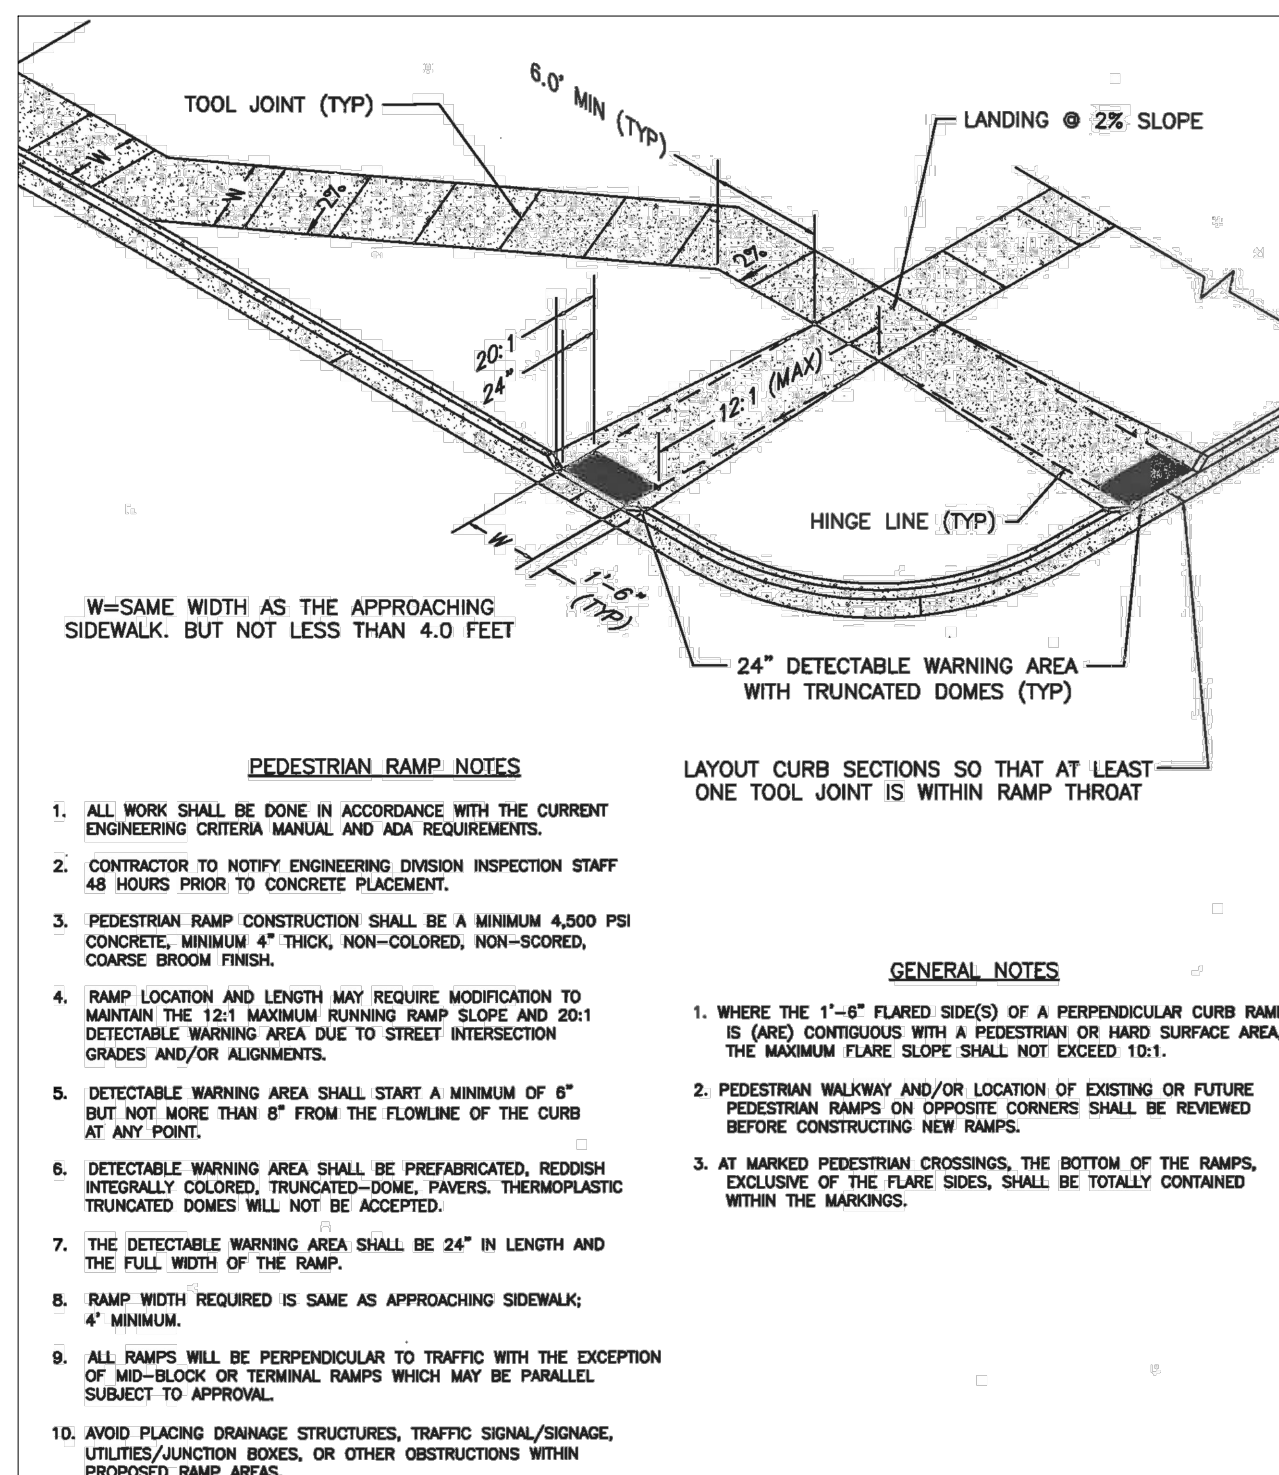 6.0' MIN (TYP)
TOOL JOINT (TYP)
LANDING @ 2% SLOPE
W
W
2%
2%
20:1
24"
12:1 (MAX)
HINGE LINE (TYP)
W
1'-6"
(TYP)
W=SAME WIDTH AS THE APPROACHING
SIDEWALK. BUT NOT LESS THAN 4.0 FEET
24" DETECTABLE WARNING AREA
WITH TRUNCATED DOMES (TYP)
LAYOUT CURB SECTIONS SO THAT AT LEAST
ONE TOOL JOINT IS WITHIN RAMP THROAT
PEDESTRIAN RAMP NOTES
1. ALL WORK SHALL BE DONE IN ACCORDANCE WITH THE CURRENT
ENGINEERING CRITERIA MANUAL AND ADA REQUIREMENTS.
2. CONTRACTOR TO NOTIFY ENGINEERING DIVISION INSPECTION STAFF
48 HOURS PRIOR TO CONCRETE PLACEMENT.
3. PEDESTRIAN RAMP CONSTRUCTION SHALL BE A MINIMUM 4,500 PSI
CONCRETE, MINIMUM 4" THICK, NON-COLORED, NON-SCORED,
COARSE BROOM FINISH.
4. RAMP LOCATION AND LENGTH MAY REQUIRE MODIFICATION TO
MAINTAIN THE 12:1 MAXIMUM RUNNING RAMP SLOPE AND 20:1
DETECTABLE WARNING AREA DUE TO STREET INTERSECTION
GRADES AND/OR ALIGNMENTS.
5. DETECTABLE WARNING AREA SHALL START A MINIMUM OF 6"
BUT NOT MORE THAN 8" FROM THE FLOWLINE OF THE CURB
AT ANY POINT.
6. DETECTABLE WARNING AREA SHALL BE PREFABRICATED, REDDISH
INTEGRALLY COLORED, TRUNCATED-DOME, PAVERS. THERMOPLASTIC
TRUNCATED DOMES WILL NOT BE ACCEPTED.
7. THE DETECTABLE WARNING AREA SHALL BE 24" IN LENGTH AND
THE FULL WIDTH OF THE RAMP.
8. RAMP WIDTH REQUIRED IS SAME AS APPROACHING SIDEWALK;
4' MINIMUM.
9. ALL RAMPS WILL BE PERPENDICULAR TO TRAFFIC WITH THE EXCEPTION
OF MID-BLOCK OR TERMINAL RAMPS WHICH MAY BE PARALLEL
SUBJECT TO APPROVAL.
10. AVOID PLACING DRAINAGE STRUCTURES, TRAFFIC SIGNAL/SIGNAGE,
UTILITIES/JUNCTION BOXES, OR OTHER OBSTRUCTIONS WITHIN
PROPOSED RAMP AREAS.
GENERAL NOTES
1. WHERE THE 1'-6" FLARED SIDE(S) OF A PERPENDICULAR CURB RAMP
IS (ARE) CONTIGUOUS WITH A PEDESTRIAN OR HARD SURFACE AREA,
THE MAXIMUM FLARE SLOPE SHALL NOT EXCEED 10:1.
2. PEDESTRIAN WALKWAY AND/OR LOCATION OF EXISTING OR FUTURE
PEDESTRIAN RAMPS ON OPPOSITE CORNERS SHALL BE REVIEWED
BEFORE CONSTRUCTING NEW RAMPS.
3. AT MARKED PEDESTRIAN CROSSINGS, THE BOTTOM OF THE RAMPS,
EXCLUSIVE OF THE FLARE SIDES, SHALL BE TOTALLY CONTAINED
WITHIN THE MARKINGS.